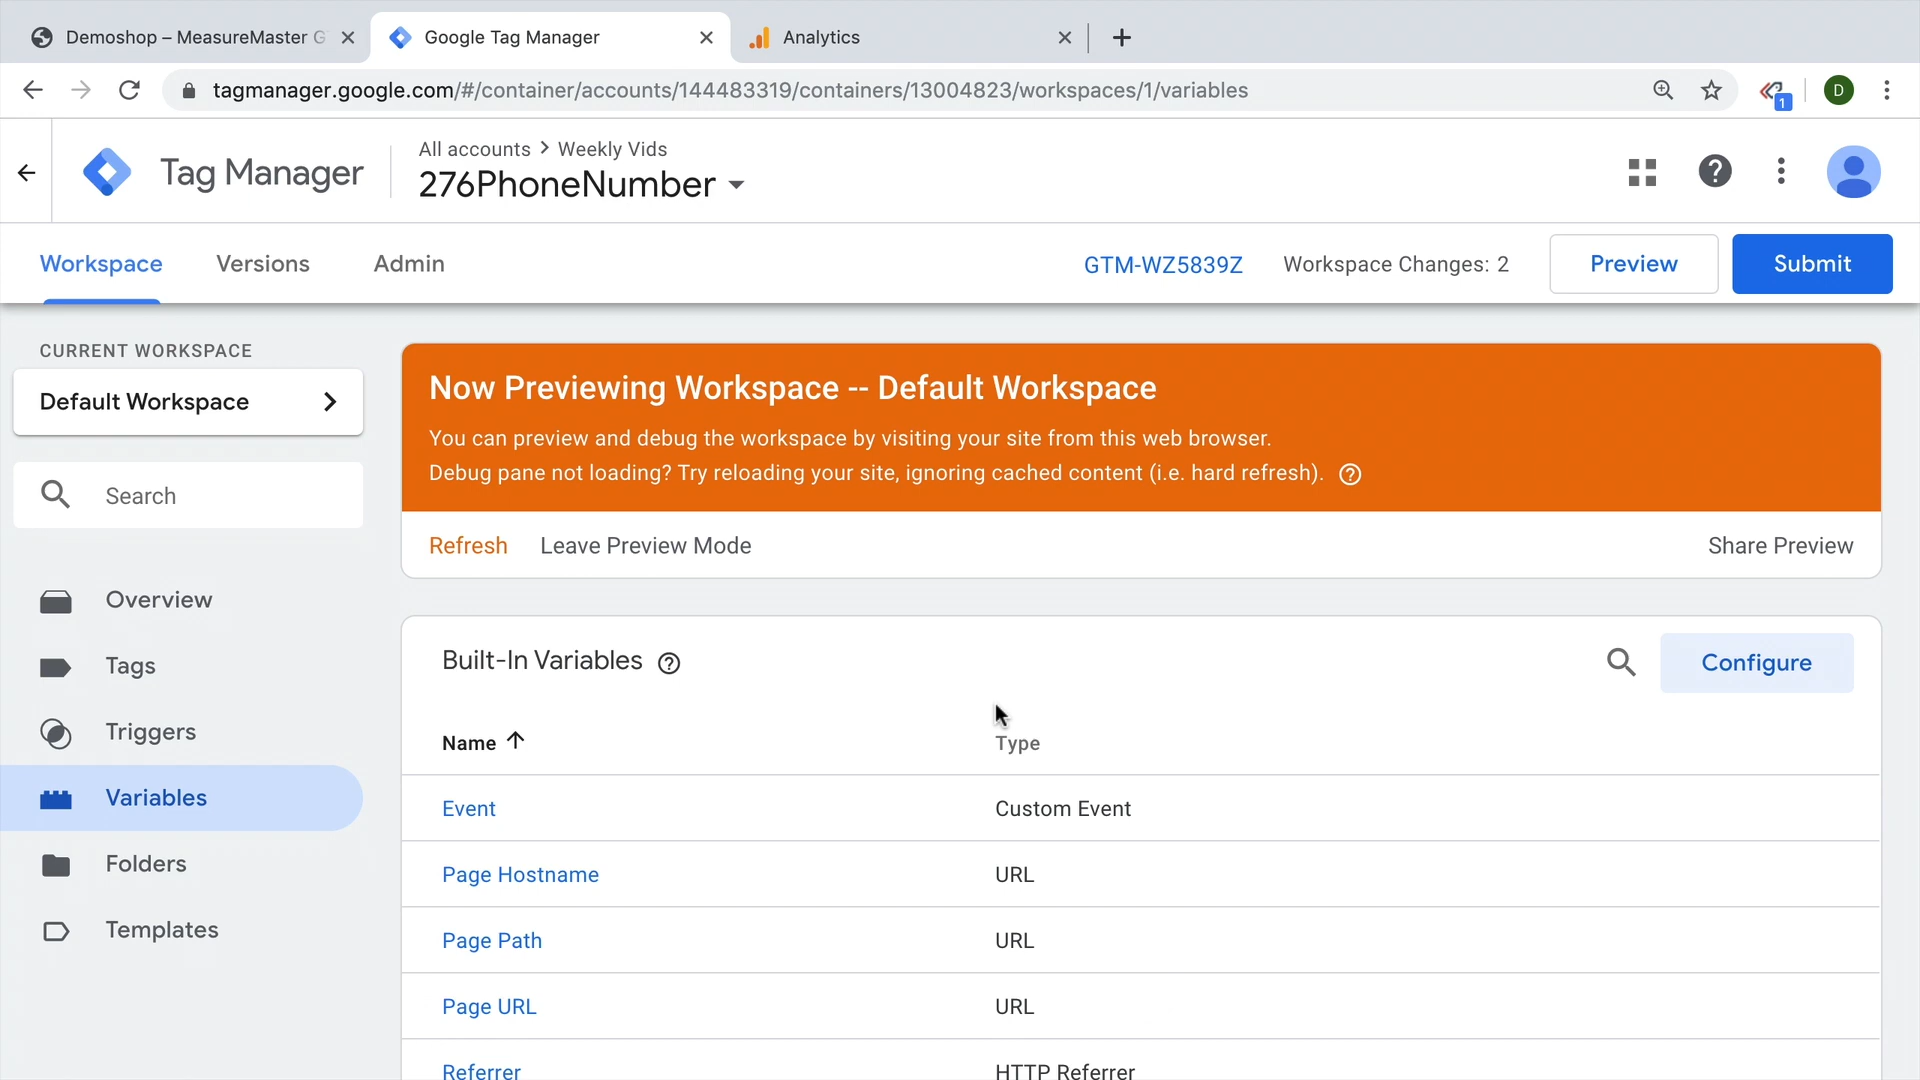 Demoshop – MeasureMaster G
Google Tag Manager
Analytics
tagmanager.google.com/#/container/accounts/144483319/containers/13004823/workspaces/1/variables
1
D
Tag Manager
All accounts > Weekly Vids
276PhoneNumber
Workspace
Versions
Admin
GTM-WZ5839Z
Workspace Changes: 2
Preview
Submit
CURRENT WORKSPACE
Default Workspace
Search
Overview
Tags
Triggers
Variables
Folders
Templates
Now Previewing Workspace -- Default Workspace
You can preview and debug the workspace by visiting your site from this web browser.
Debug pane not loading? Try reloading your site, ignoring cached content (i.e. hard refresh).
Refresh
Leave Preview Mode
Share Preview
Built-In Variables
Configure
Name
Type
Event
Custom Event
Page Hostname
URL
Page Path
URL
Page URL
URL
Referrer
HTTP Referrer